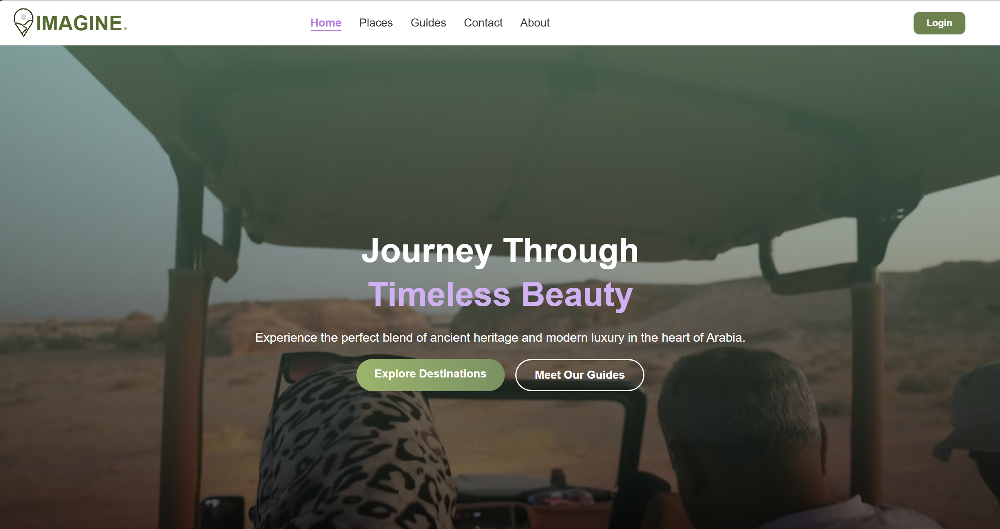 IMAGINE.
Home Places Guides Contact About
Login
Journey Through
Timeless Beauty
Experience the perfect blend of ancient heritage and modern luxury in the heart of Arabia.
Explore Destinations
Meet Our Guides